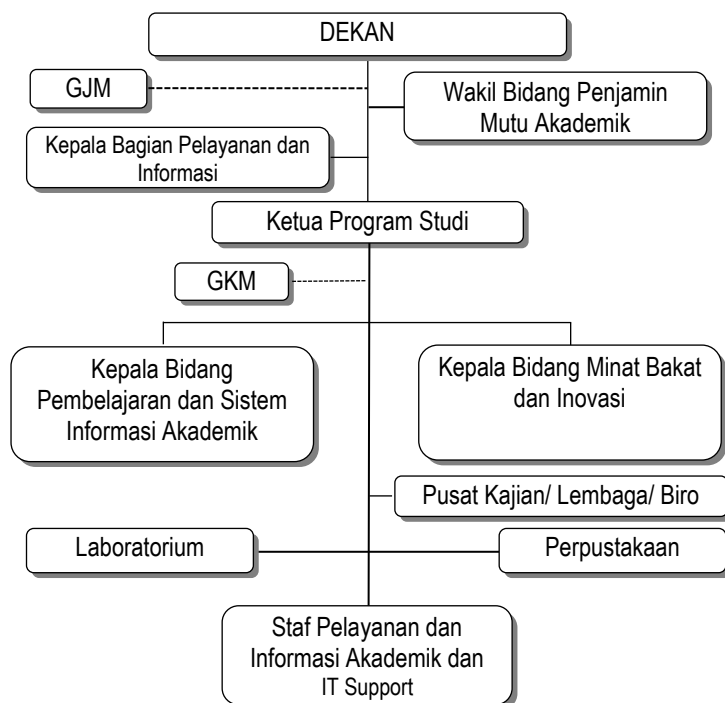 DEKAN
GJM
Wakil Bidang Penjamin
Mutu Akademik
Kepala Bagian Pelayanan dan
Informasi
Ketua Program Studi
GKM
Kepala Bidang
Pembelajaran dan Sistem
Informasi Akademik
Kepala Bidang Minat Bakat
dan Inovasi
Pusat Kajian/ Lembaga/ Biro
Laboratorium
Perpustakaan
Staf Pelayanan dan
Informasi Akademik dan
IT Support